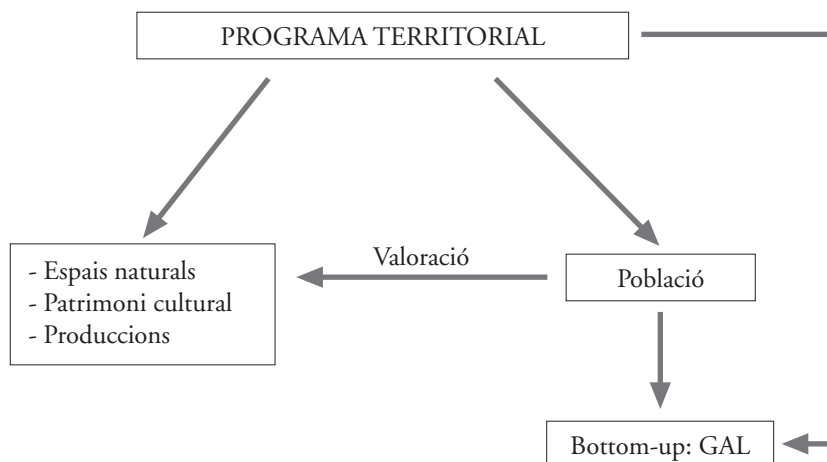 PROGRAMA TERRITORIAL
Valoració
- Espais naturals
- Patrimoni cultural
- Produccions
Població
Bottom-up: GAL